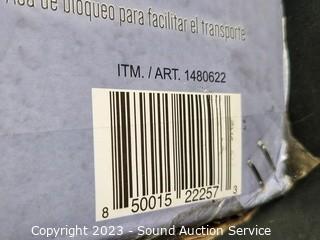 Asa de bloqueo para facilitar el transporte
ITM. / ART. 1480622
8 50015 22257 3
Copyright 2023 - Sound Auction Service